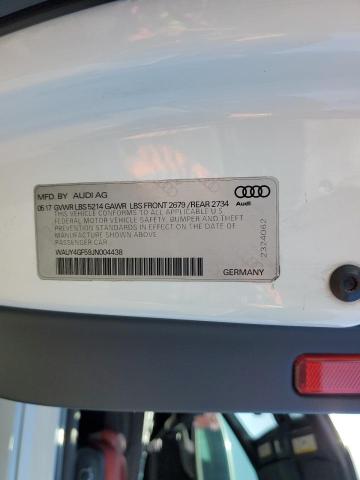 MFD. BY AUDI AG
06.17 GVWR LBS 5214 GAWR LBS FRONT 2679 / REAR 2734
THIS VEHICLE CONFORMS TO ALL APPLICABLE U.S.
FEDERAL MOTOR VEHICLE SAFETY, BUMPER AND THEFT
PREVENTION STANDARDS IN EFFECT ON THE DATE OF
MANUFACTURE SHOWN ABOVE.
PASSENGER CAR
WAUY4GF59JN004438
Audi
2324062
GERMANY